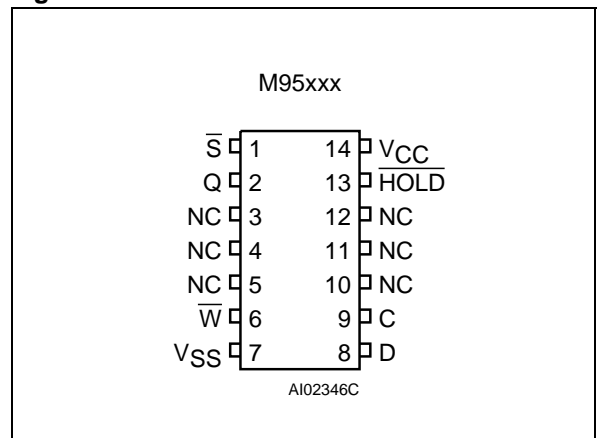 M95xxx
S̅ 1 14 VCC
Q 2 13 H̅O̅L̅D̅
NC 3 12 NC
NC 4 11 NC
NC 5 10 NC
W̅ 6 9 C
VSS 7 8 D
AI02346C